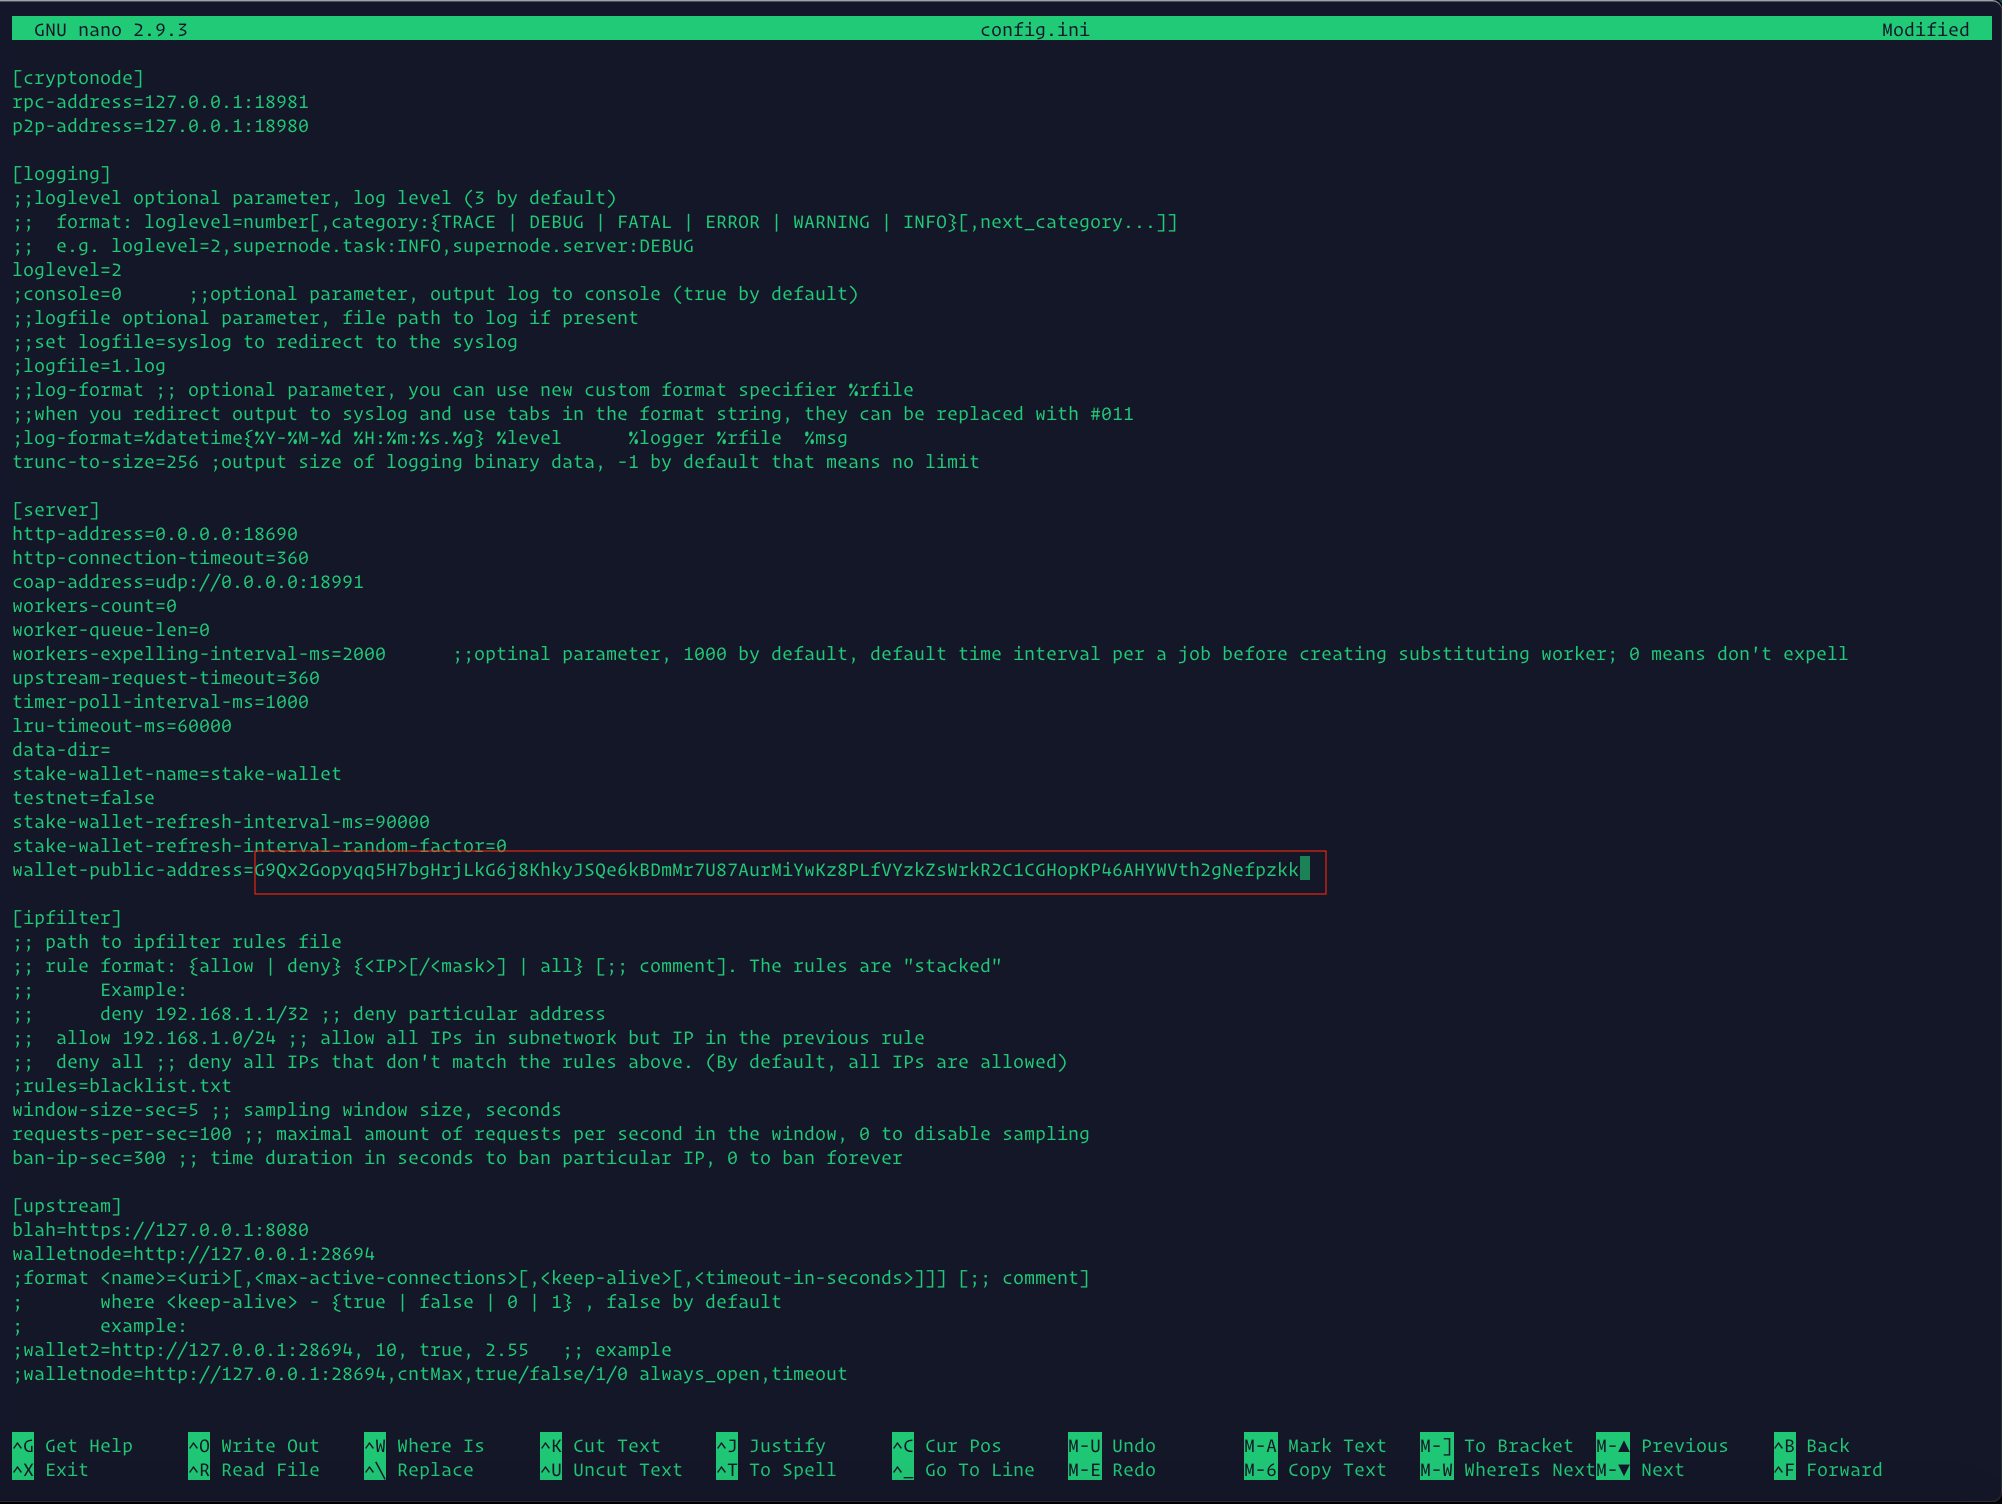 GNU nano 2.9.3 config.ini Modified
[cryptonode]
rpc-address=127.0.0.1:18981
p2p-address=127.0.0.1:18980
[logging]
;;loglevel optional parameter, log level (3 by default)
;;  format: loglevel=number[,category:{TRACE | DEBUG | FATAL | ERROR | WARNING | INFO}[,next_category...]]
;;  e.g. loglevel=2,supernode.task:INFO,supernode.server:DEBUG
loglevel=2
;console=0      ;;optional parameter, output log to console (true by default)
;;logfile optional parameter, file path to log if present
;;set logfile=syslog to redirect to the syslog
;logfile=1.log
;;log-format ;; optional parameter, you can use new custom format specifier %rfile
;;when you redirect output to syslog and use tabs in the format string, they can be replaced with #011
;log-format=%datetime{%Y-%M-%d %H:%m:%s.%g} %level      %logger %rfile  %msg
trunc-to-size=256 ;output size of logging binary data, -1 by default that means no limit
[server]
http-address=0.0.0.0:18690
http-connection-timeout=360
coap-address=udp://0.0.0.0:18991
workers-count=0
worker-queue-len=0
workers-expelling-interval-ms=2000      ;;optinal parameter, 1000 by default, default time interval per a job before creating substituting worker; 0 means don't expell
upstream-request-timeout=360
timer-poll-interval-ms=1000
lru-timeout-ms=60000
data-dir=
stake-wallet-name=stake-wallet
testnet=false
stake-wallet-refresh-interval-ms=90000
stake-wallet-refresh-interval-random-factor=0
wallet-public-address=G9Qx2Gopyqq5H7bgHrjLkG6j8KhkyJSQe6kBDmMr7U87AurMiYwKz8PLfVYzkZsWrkR2C1CGHopKP46AHYWVth2gNefpzkk
[ipfilter]
;; path to ipfilter rules file
;; rule format: {allow | deny} {<IP>[/<mask>] | all} [;; comment]. The rules are "stacked"
;;      Example:
;;      deny 192.168.1.1/32 ;; deny particular address
;;  allow 192.168.1.0/24 ;; allow all IPs in subnetwork but IP in the previous rule
;;  deny all ;; deny all IPs that don't match the rules above. (By default, all IPs are allowed)
;rules=blacklist.txt
window-size-sec=5 ;; sampling window size, seconds
requests-per-sec=100 ;; maximal amount of requests per second in the window, 0 to disable sampling
ban-ip-sec=300 ;; time duration in seconds to ban particular IP, 0 to ban forever
[upstream]
blah=https://127.0.0.1:8080
walletnode=http://127.0.0.1:28694
;format <name>=<uri>[,<max-active-connections>[,<keep-alive>[,<timeout-in-seconds>]]] [;; comment]
;       where <keep-alive> - {true | false | 0 | 1} , false by default
;       example:
;wallet2=http://127.0.0.1:28694, 10, true, 2.55   ;; example
;walletnode=http://127.0.0.1:28694,cntMax,true/false/1/0 always_open,timeout
^G Get Help ^O Write Out ^W Where Is ^K Cut Text ^J Justify ^C Cur Pos M-U Undo M-A Mark Text M-] To Bracket M-▲ Previous ^B Back
^X Exit ^R Read File ^\ Replace ^U Uncut Text ^T To Spell ^_ Go To Line M-E Redo M-6 Copy Text M-W WhereIs Next M-▼ Next ^F Forward